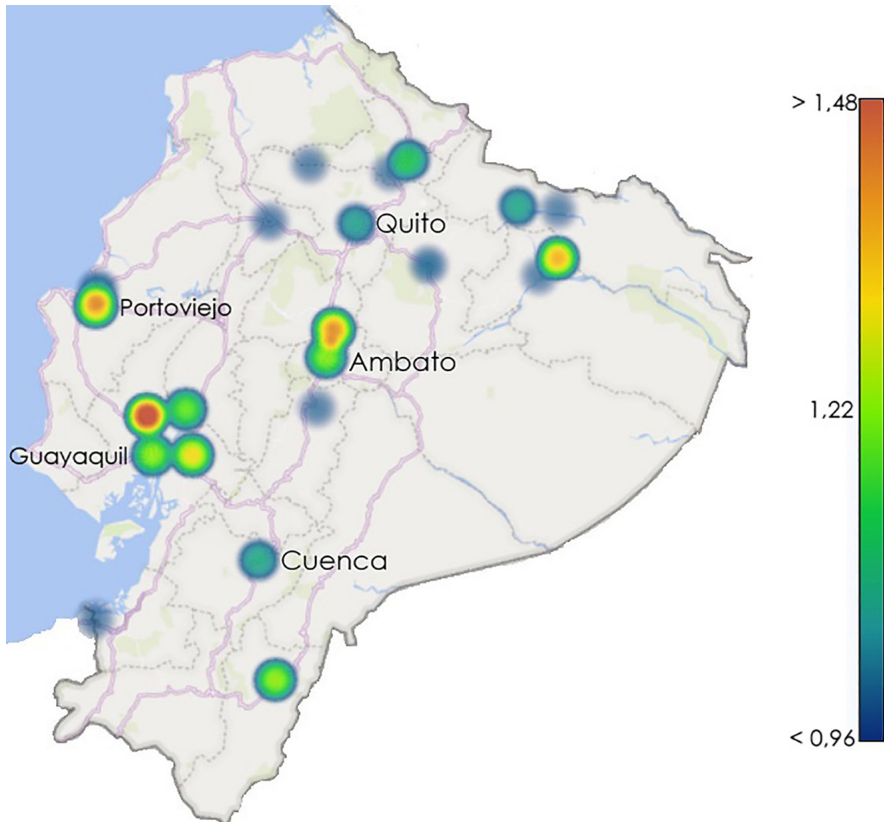 > 1,48
Quito
Portoviejo
Ambato
1,22
Guayaquil
Cuenca
< 0,96